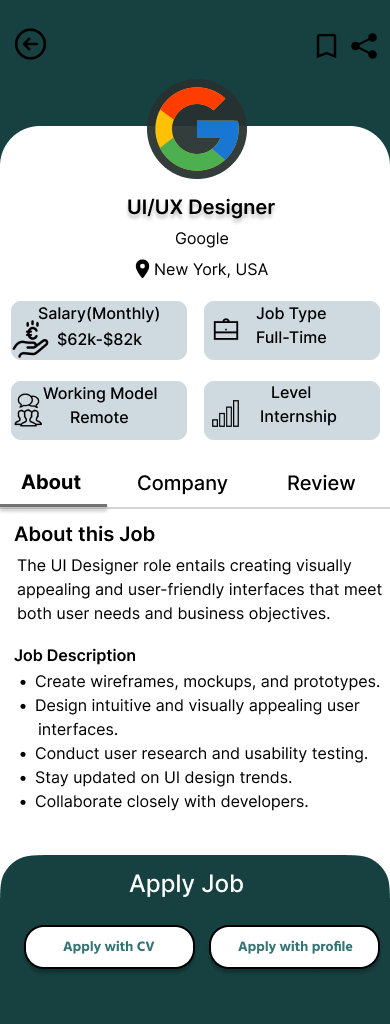 UI/UX Designer
Google
New York, USA
Salary(Monthly)
$62k-$82k
Job Type
Full-Time
Working Model
Remote
Level
Internship
About
Company
Review
About this Job
The UI Designer role entails creating visually
appealing and user-friendly interfaces that meet
both user needs and business objectives.
Job Description
• Create wireframes, mockups, and prototypes.
• Design intuitive and visually appealing user
interfaces.
• Conduct user research and usability testing.
• Stay updated on UI design trends.
• Collaborate closely with developers.
Apply Job
Apply with CV
Apply with profile